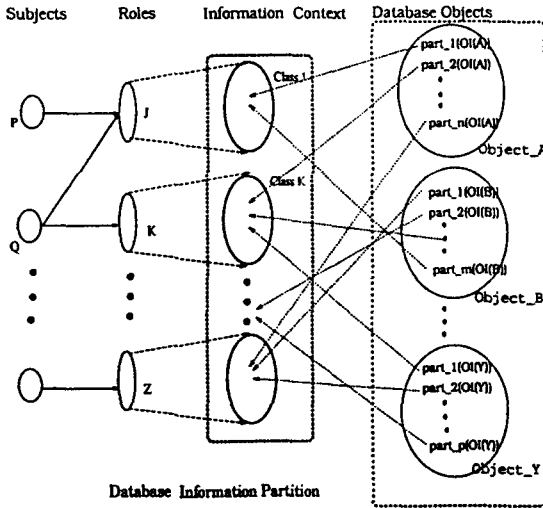 Subjects Roles Information Context Database Objects
part_1(OI(A))
Class 1
part_2(OI(A))
P
J
part_n(OI(A))
Object_A
Class K
part_1(OI(B))
part_2(OI(B))
Q
K
part_m(OI(B))
Object_B
part_1(OI(Y))
part_2(OI(Y))
Z
part_p(OI(Y))
Object_Y
Database Information Partition